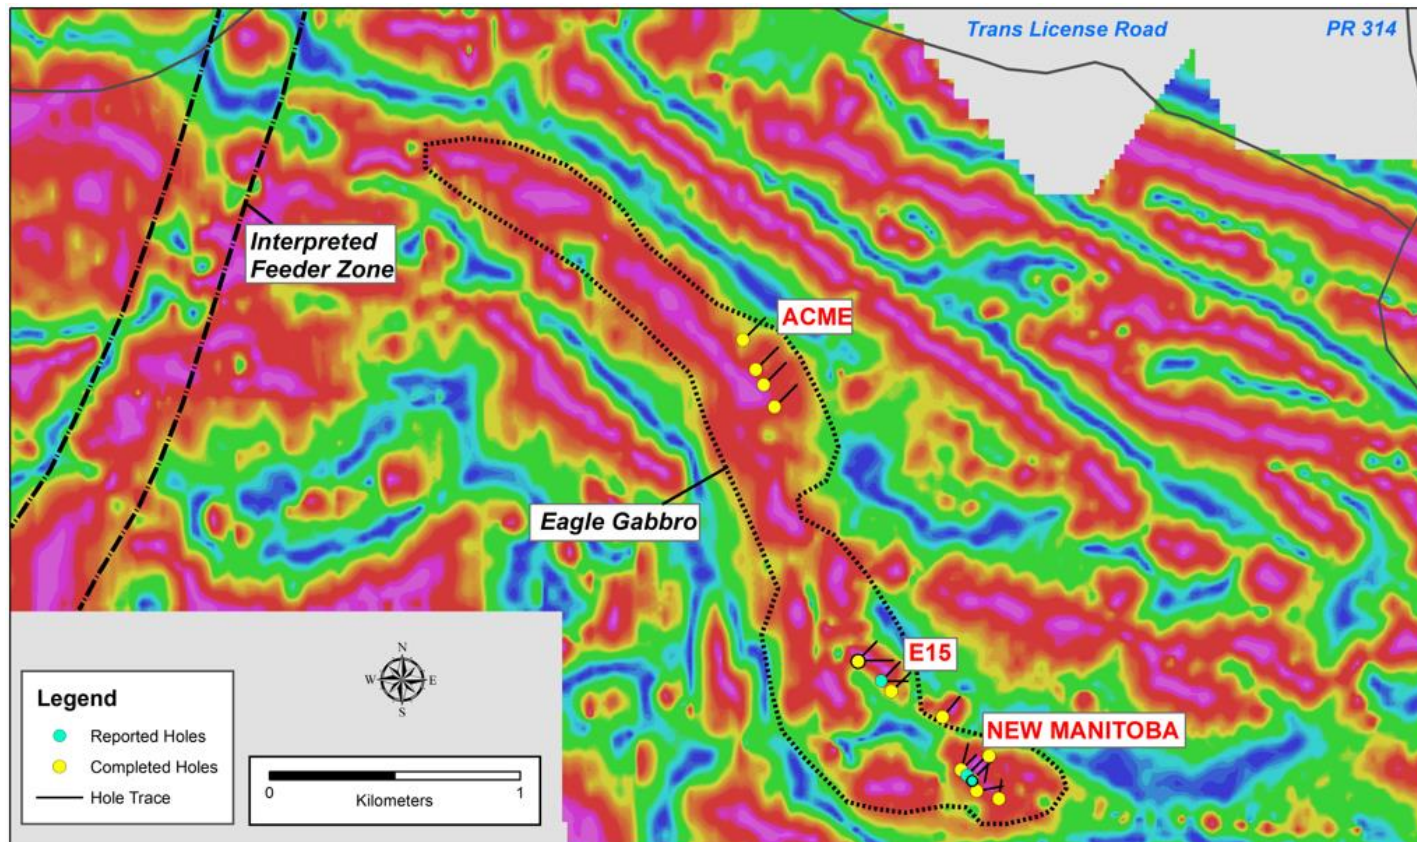 Trans License Road
PR 314
Interpreted
Feeder Zone
ACME
Eagle Gabbro
E15
NEW MANITOBA
N
W
E
S
Legend
Reported Holes
Completed Holes
Hole Trace
0
1
Kilometers